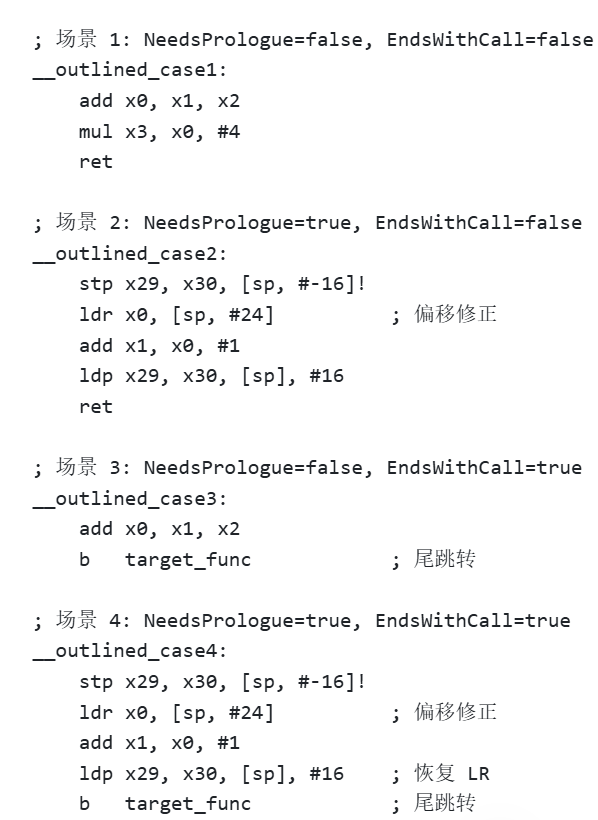 ; 场景 1: NeedsPrologue=false, EndsWithCall=false
__outlined_case1:
    add x0, x1, x2
    mul x3, x0, #4
    ret

; 场景 2: NeedsPrologue=true, EndsWithCall=false
__outlined_case2:
    stp x29, x30, [sp, #-16]!
    ldr x0, [sp, #24]          ; 偏移修正
    add x1, x0, #1
    ldp x29, x30, [sp], #16
    ret

; 场景 3: NeedsPrologue=false, EndsWithCall=true
__outlined_case3:
    add x0, x1, x2
    b   target_func            ; 尾跳转

; 场景 4: NeedsPrologue=true, EndsWithCall=true
__outlined_case4:
    stp x29, x30, [sp, #-16]!
    ldr x0, [sp, #24]          ; 偏移修正
    add x1, x0, #1
    ldp x29, x30, [sp], #16    ; 恢复 LR
    b   target_func            ; 尾跳转